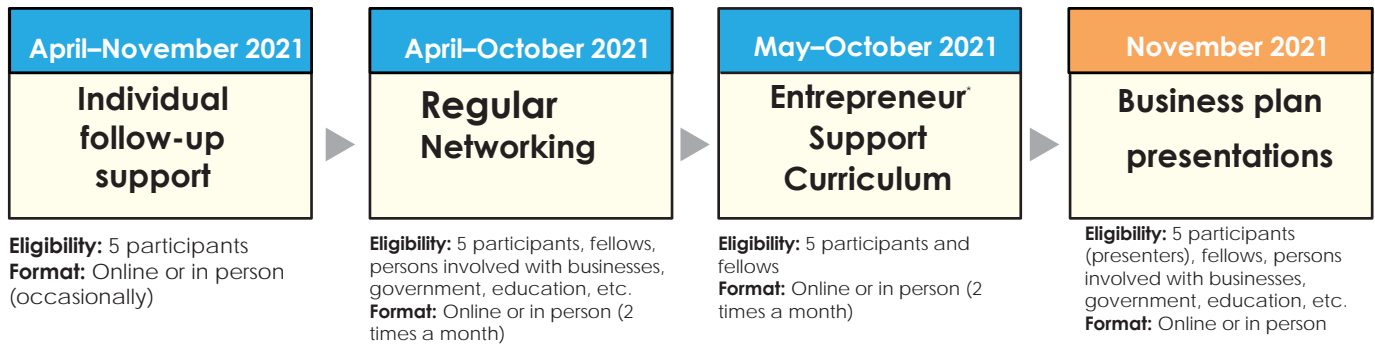 April–November 2021
Individual
follow-up
support
Eligibility: 5 participants
Format: Online or in person
(occasionally)
April–October 2021
Regular
Networking
Eligibility: 5 participants, fellows,
persons involved with businesses,
government, education, etc.
Format: Online or in person (2
times a month)
May–October 2021
Entrepreneur*
Support
Curriculum
Eligibility: 5 participants and
fellows
Format: Online or in person (2
times a month)
November 2021
Business plan
presentations
Eligibility: 5 participants
(presenters), fellows, persons
involved with businesses,
government, education, etc.
Format: Online or in person